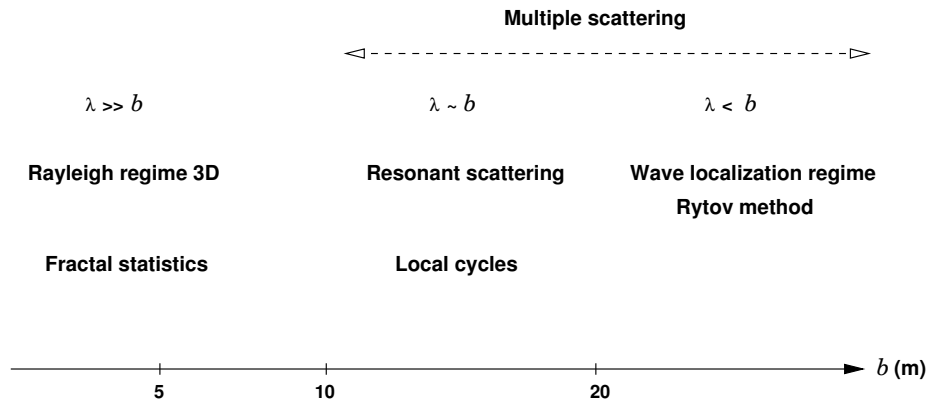 Multiple scattering
λ >> b λ ~ b λ < b
Rayleigh regime 3D Resonant scattering Wave localization regime
Rytov method
Fractal statistics Local cycles
b (m)
5 10 20